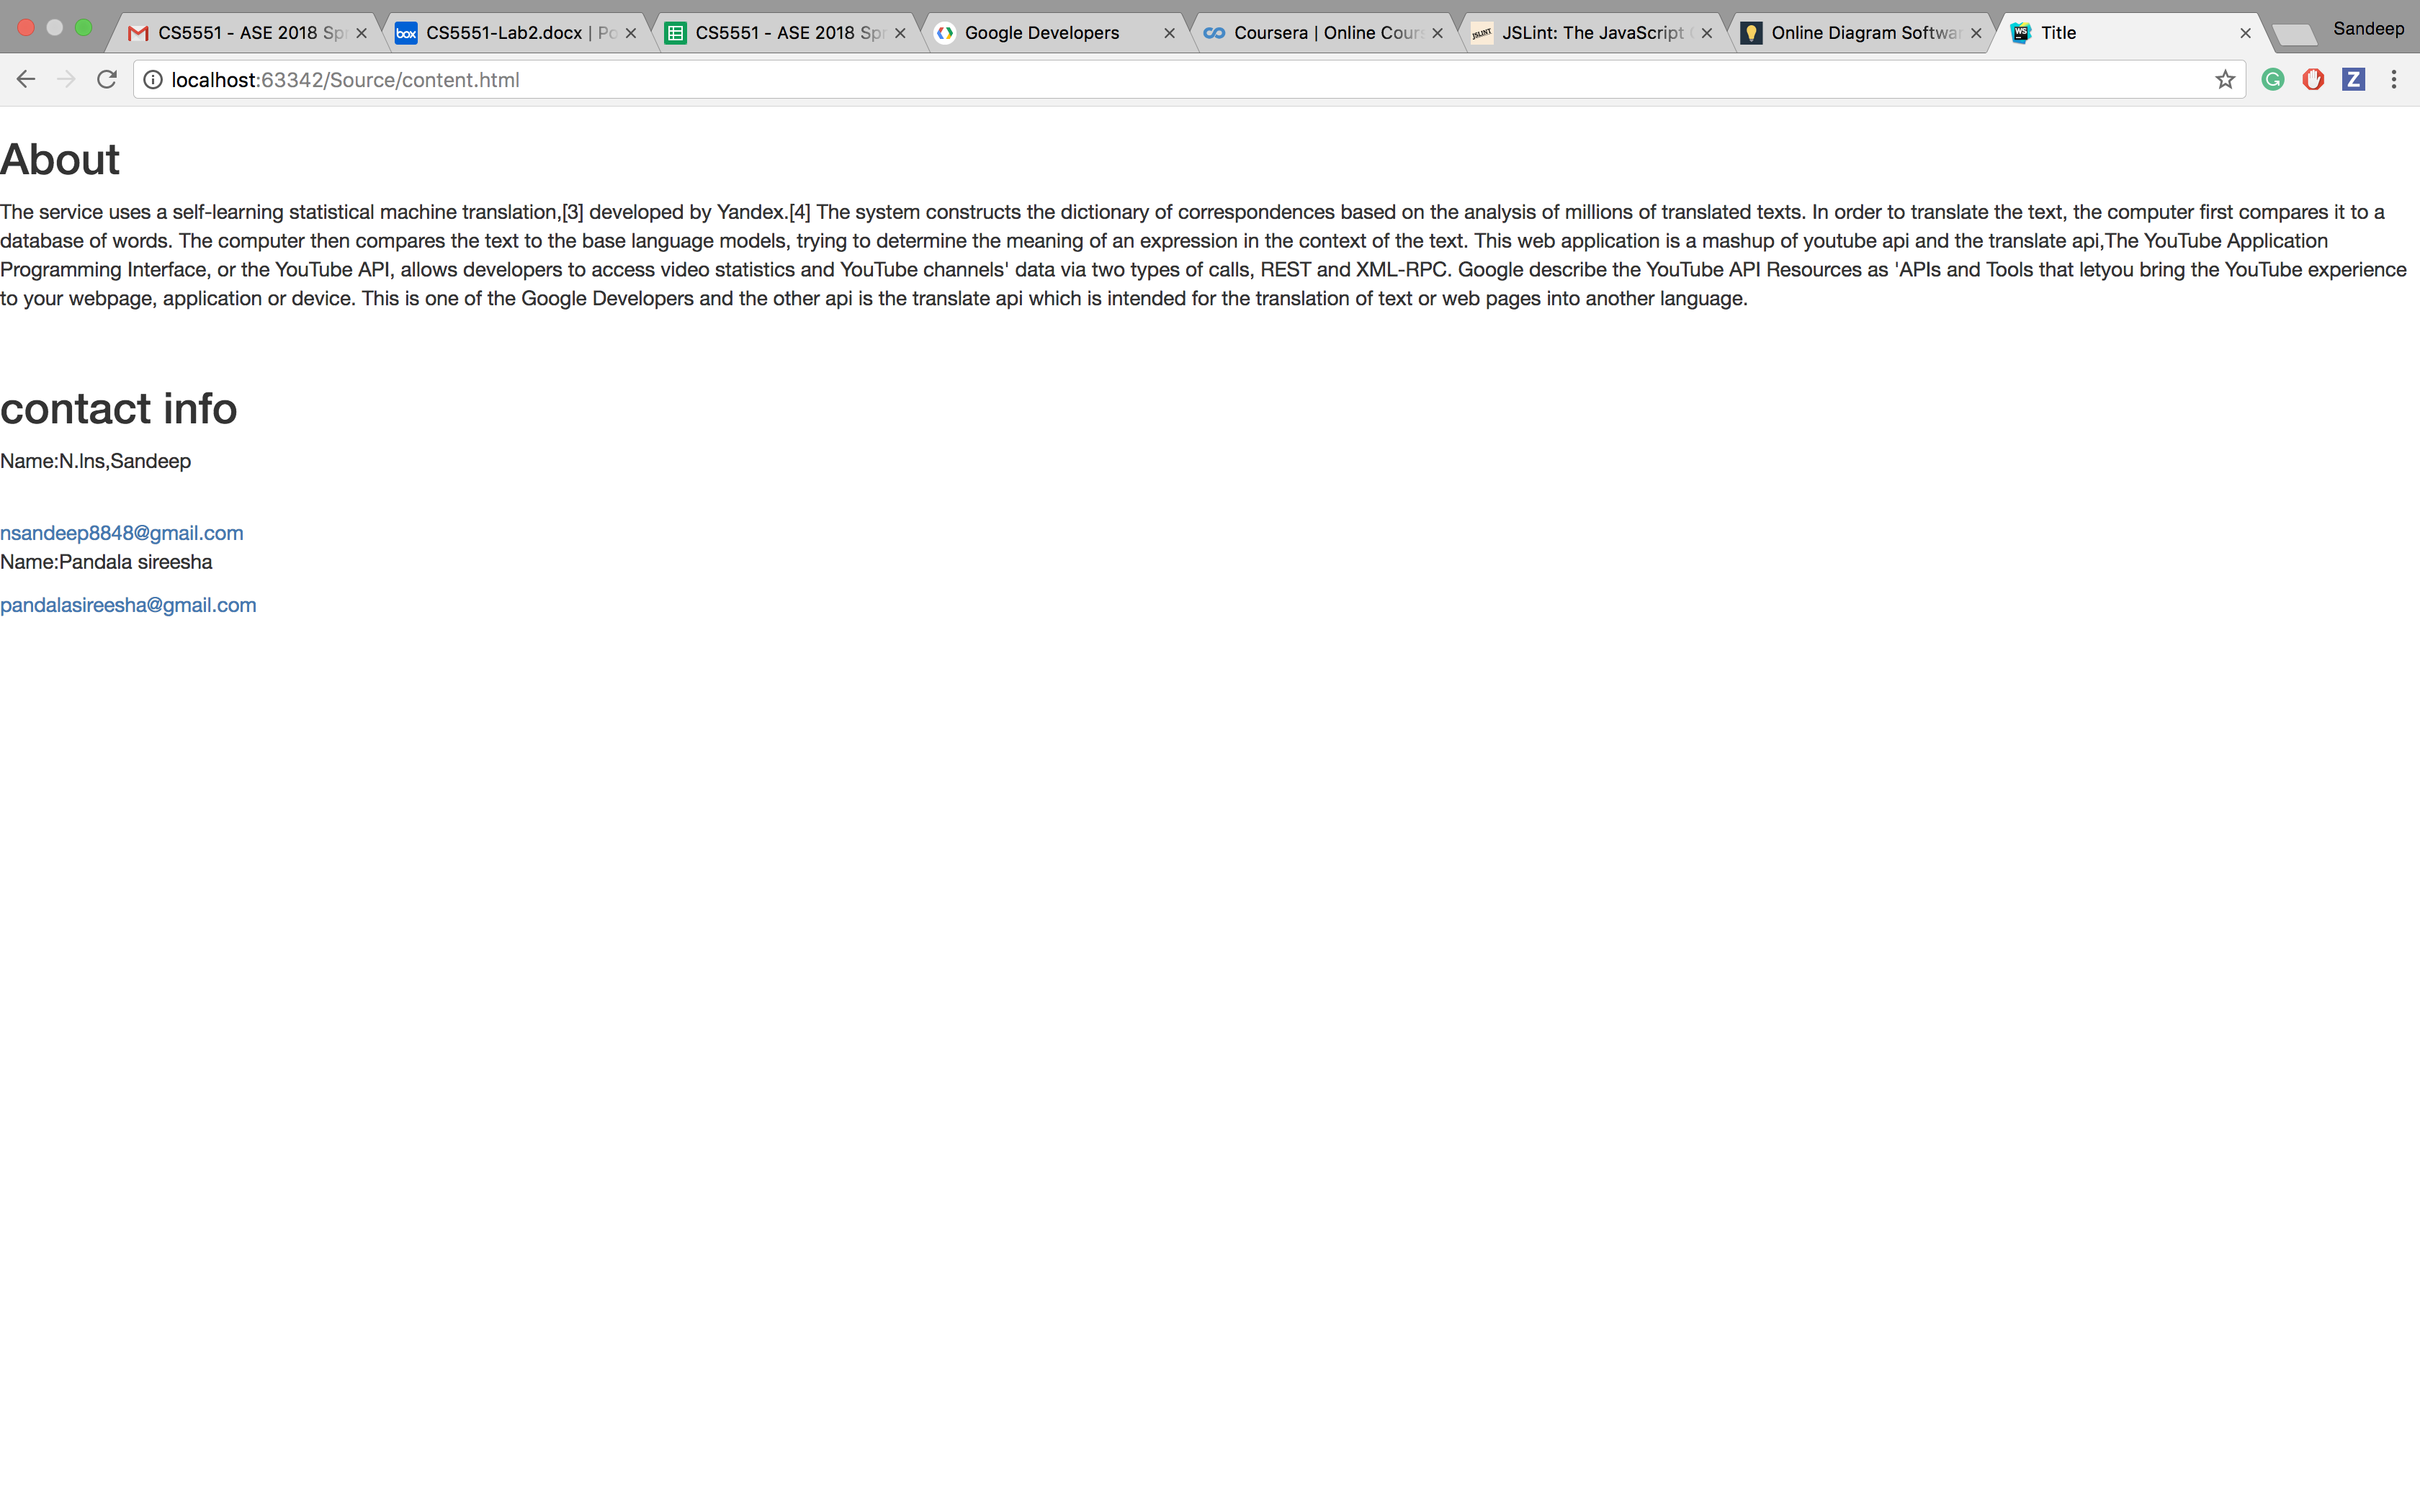 CS5551 - ASE 2018 Sp
CS5551-Lab2.docx | Po
CS5551 - ASE 2018 Sp
Google Developers
Coursera | Online Cour
JSLint: The JavaScript
Online Diagram Softwar
Title
Sandeep
localhost:63342/Source/content.html
About
The service uses a self-learning statistical machine translation,[3] developed by Yandex.[4] The system constructs the dictionary of correspondences based on the analysis of millions of translated texts. In order to translate the text, the computer first compares it to a
database of words. The computer then compares the text to the base language models, trying to determine the meaning of an expression in the context of the text. This web application is a mashup of youtube api and the translate api,The YouTube Application
Programming Interface, or the YouTube API, allows developers to access video statistics and YouTube channels' data via two types of calls, REST and XML-RPC. Google describe the YouTube API Resources as 'APIs and Tools that letyou bring the YouTube experience
to your webpage, application or device. This is one of the Google Developers and the other api is the translate api which is intended for the translation of text or web pages into another language.
contact info
Name:N.lns,Sandeep
nsandeep8848@gmail.com
Name:Pandala sireesha
pandalasireesha@gmail.com